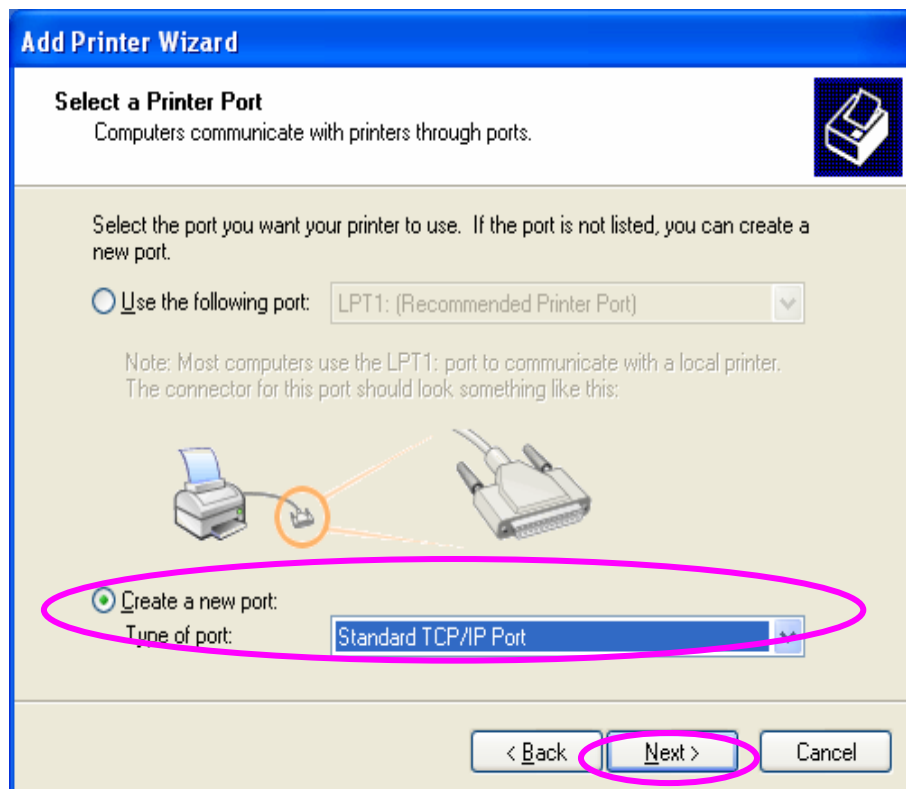 Add Printer Wizard
Select a Printer Port
Computers communicate with printers through ports.
Select the port you want your printer to use.  If the port is not listed, you can create a
new port.
Use the following port:
LPT1: (Recommended Printer Port)
Note: Most computers use the LPT1: port to communicate with a local printer.
The connector for this port should look something like this:
Create a new port:
Type of port:
Standard TCP/IP Port
< Back
Next >
Cancel